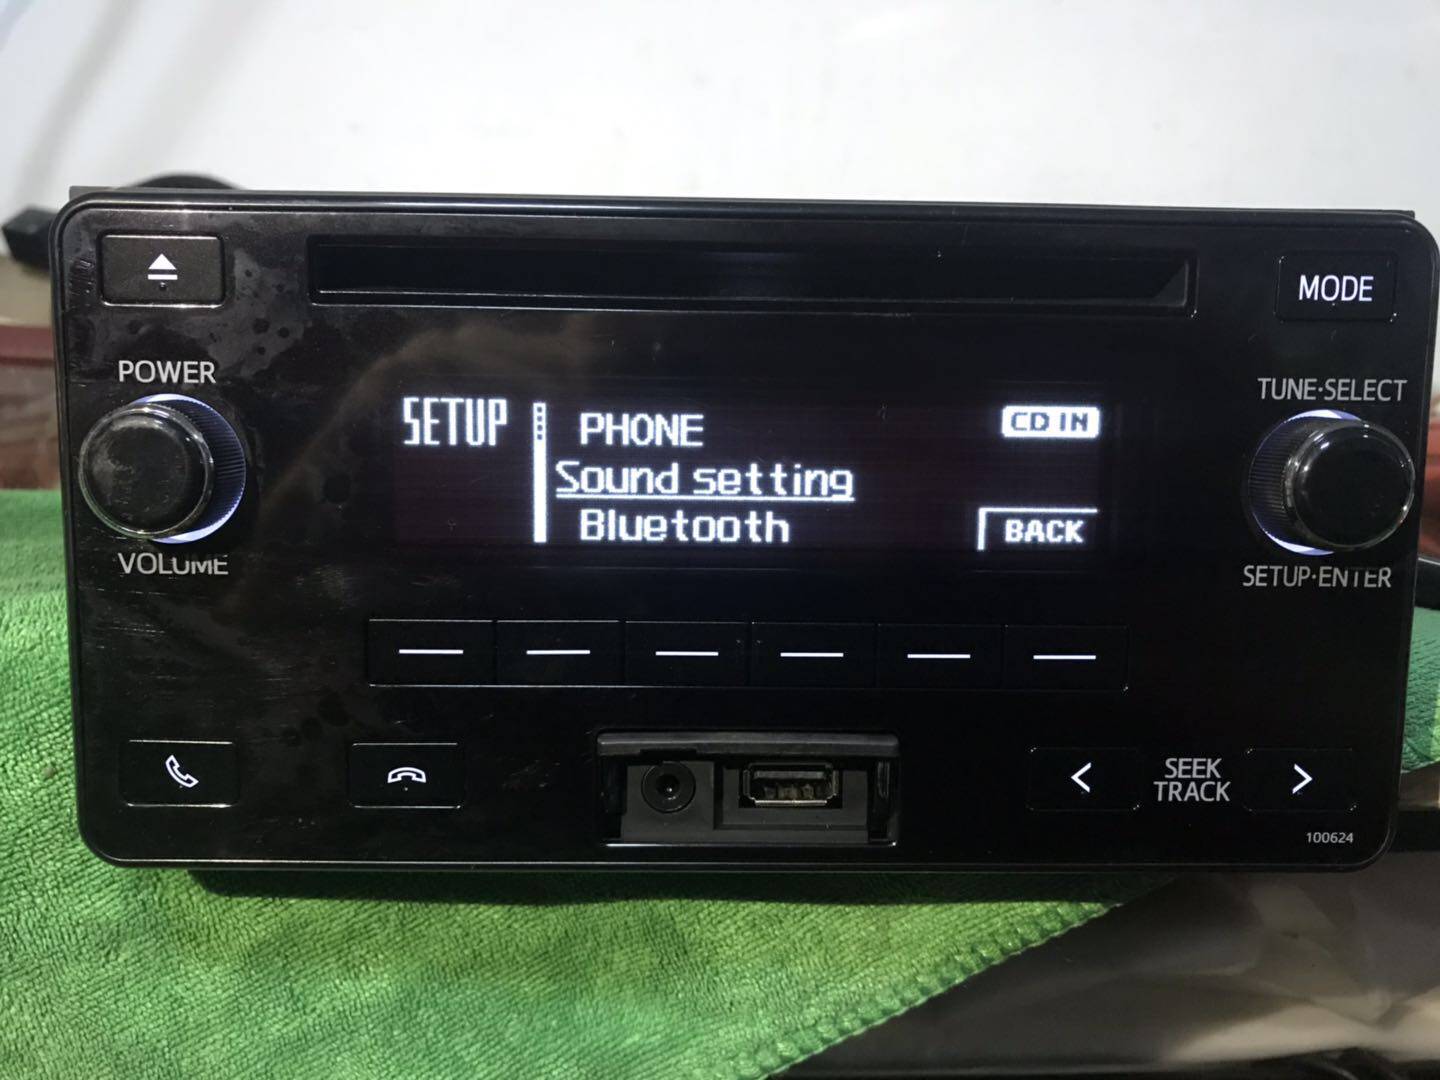 MODE
POWER
TUNE·SELECT
SETUP
PHONE
CD IN
Sound setting
Bluetooth
BACK
VOLUME
SETUP·ENTER
SEEK
TRACK
100624